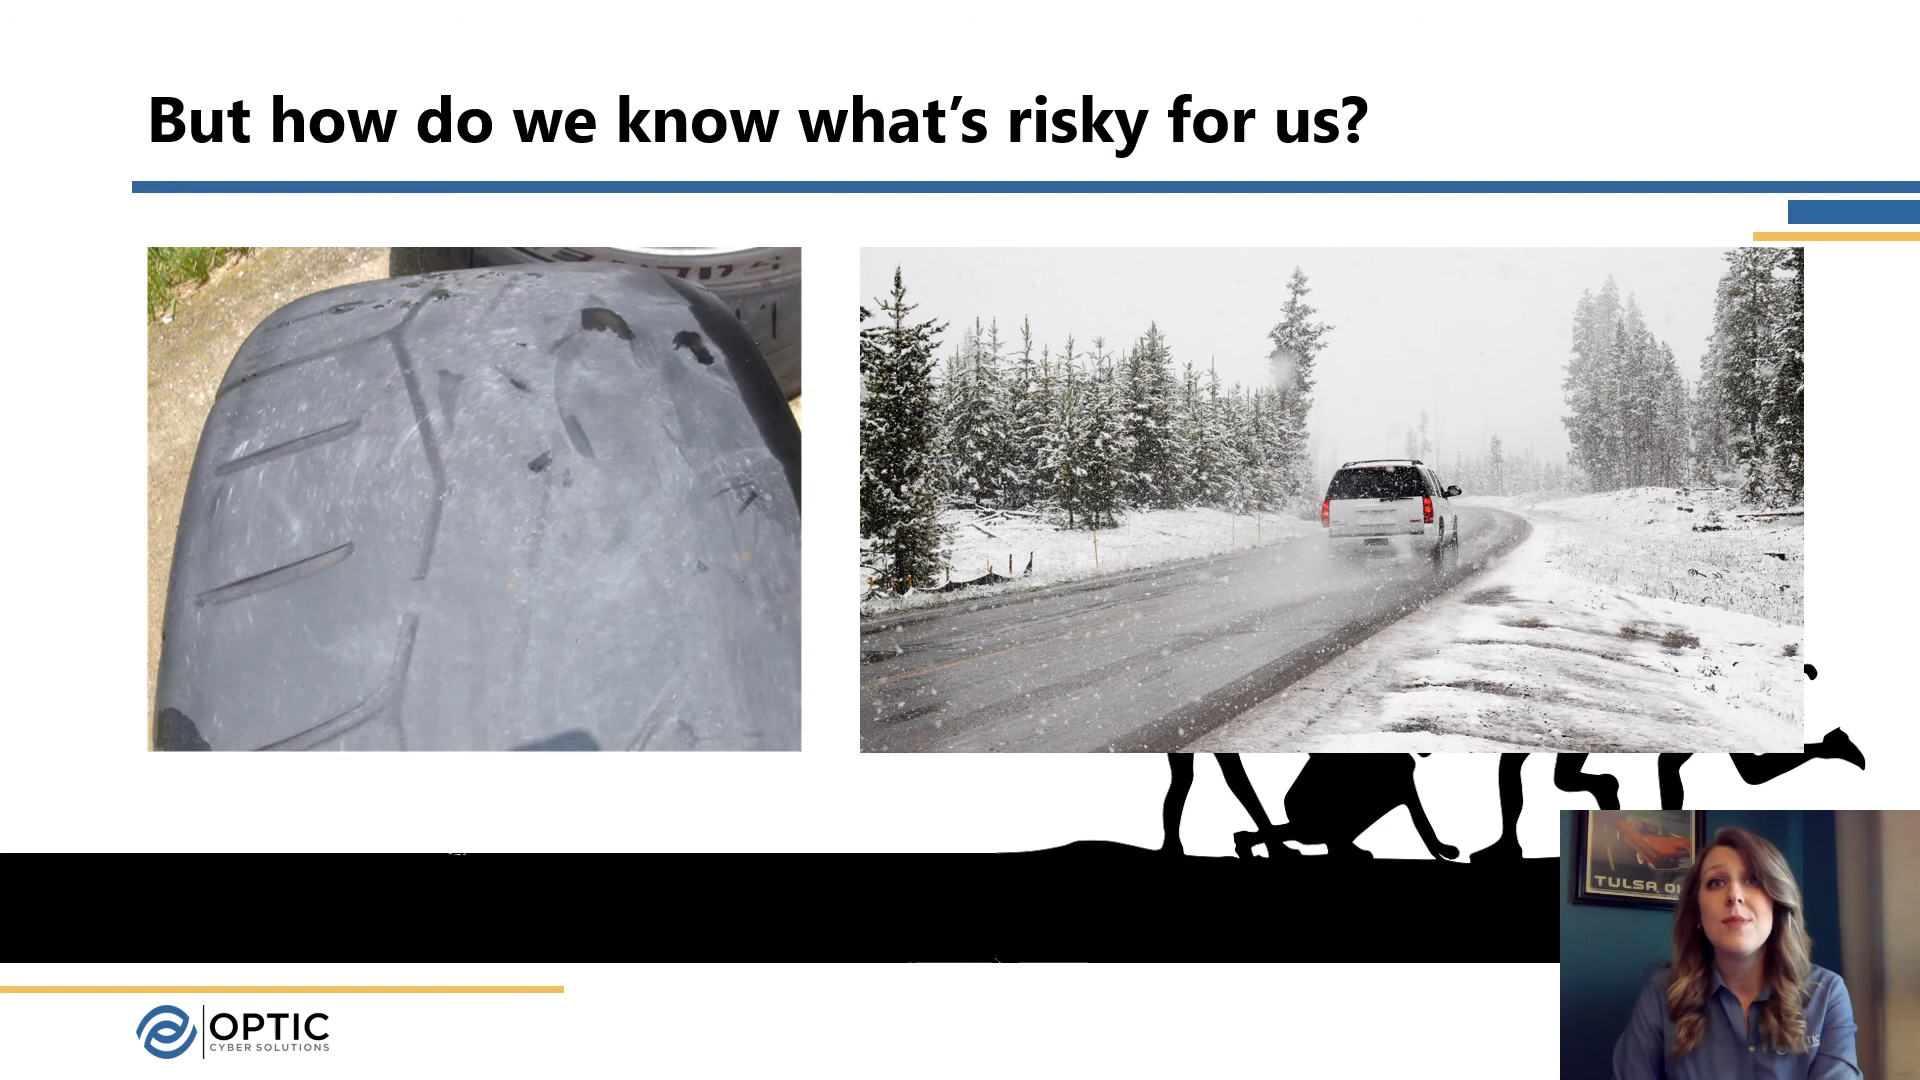 But how do we know what’s risky for us?
TULSA, O
OPTIC
CYBER SOLUTIONS